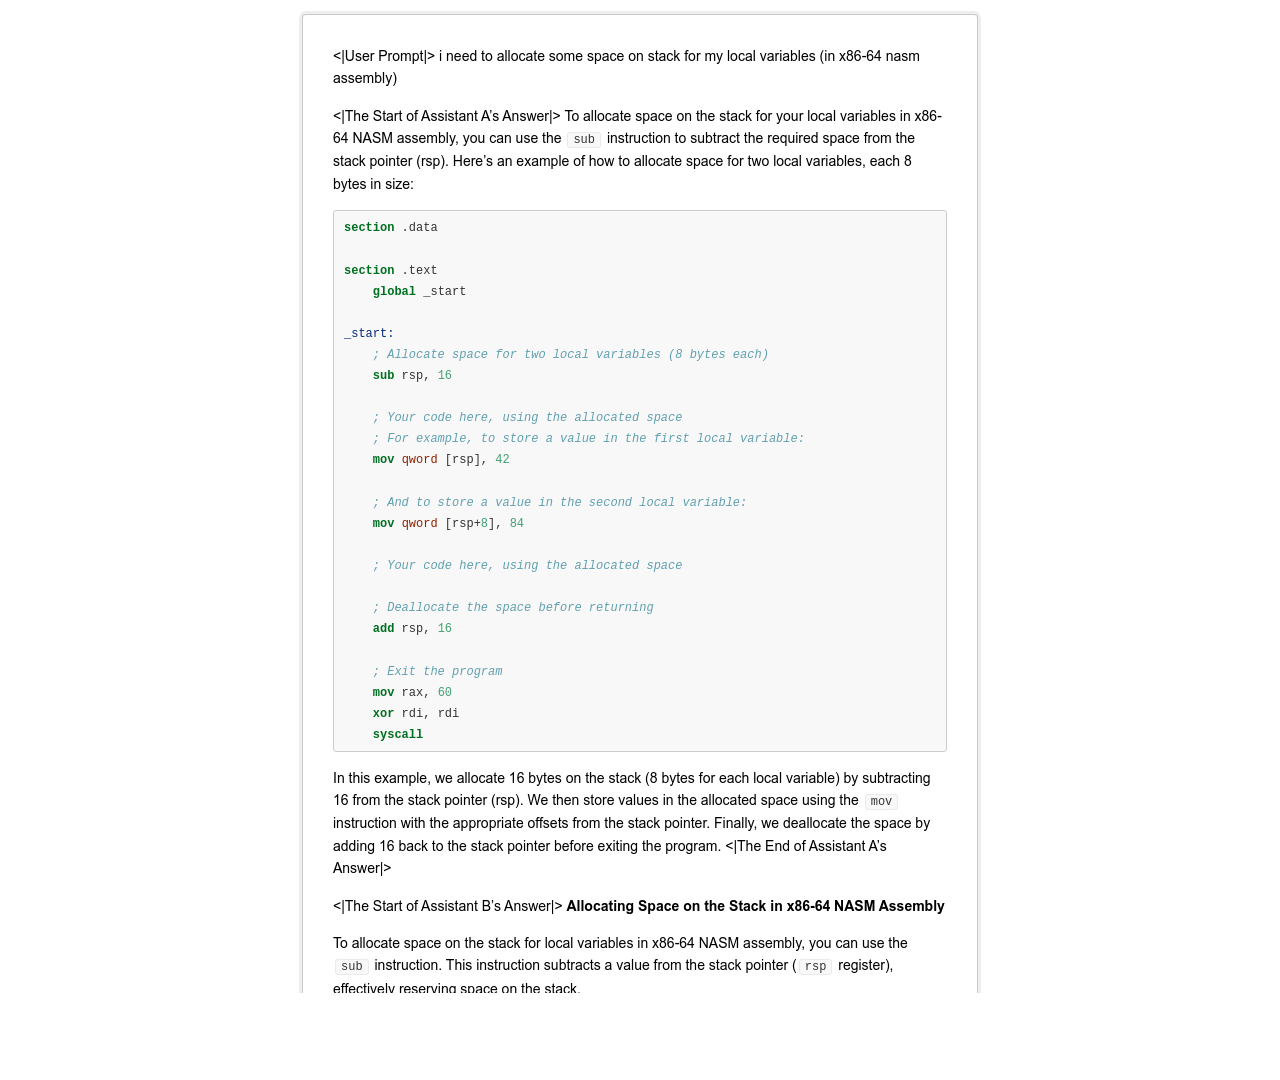 <|User Prompt|> i need to allocate some space on stack for my local variables (in x86-64 nasm
assembly)
<|The Start of Assistant A’s Answer|> To allocate space on the stack for your local variables in x86-
64 NASM assembly, you can use the sub instruction to subtract the required space from the
stack pointer (rsp). Here’s an example of how to allocate space for two local variables, each 8
bytes in size:
section .data
section .text
    global _start
_start:
    ; Allocate space for two local variables (8 bytes each)
    sub rsp, 16
    ; Your code here, using the allocated space
    ; For example, to store a value in the first local variable:
    mov qword [rsp], 42
    ; And to store a value in the second local variable:
    mov qword [rsp+8], 84
    ; Your code here, using the allocated space
    ; Deallocate the space before returning
    add rsp, 16
    ; Exit the program
    mov rax, 60
    xor rdi, rdi
    syscall
In this example, we allocate 16 bytes on the stack (8 bytes for each local variable) by subtracting
16 from the stack pointer (rsp). We then store values in the allocated space using the mov
instruction with the appropriate offsets from the stack pointer. Finally, we deallocate the space by
adding 16 back to the stack pointer before exiting the program. <|The End of Assistant A’s
Answer|>
<|The Start of Assistant B’s Answer|> Allocating Space on the Stack in x86-64 NASM Assembly
To allocate space on the stack for local variables in x86-64 NASM assembly, you can use the
sub instruction. This instruction subtracts a value from the stack pointer ( rsp register),
effectively reserving space on the stack.